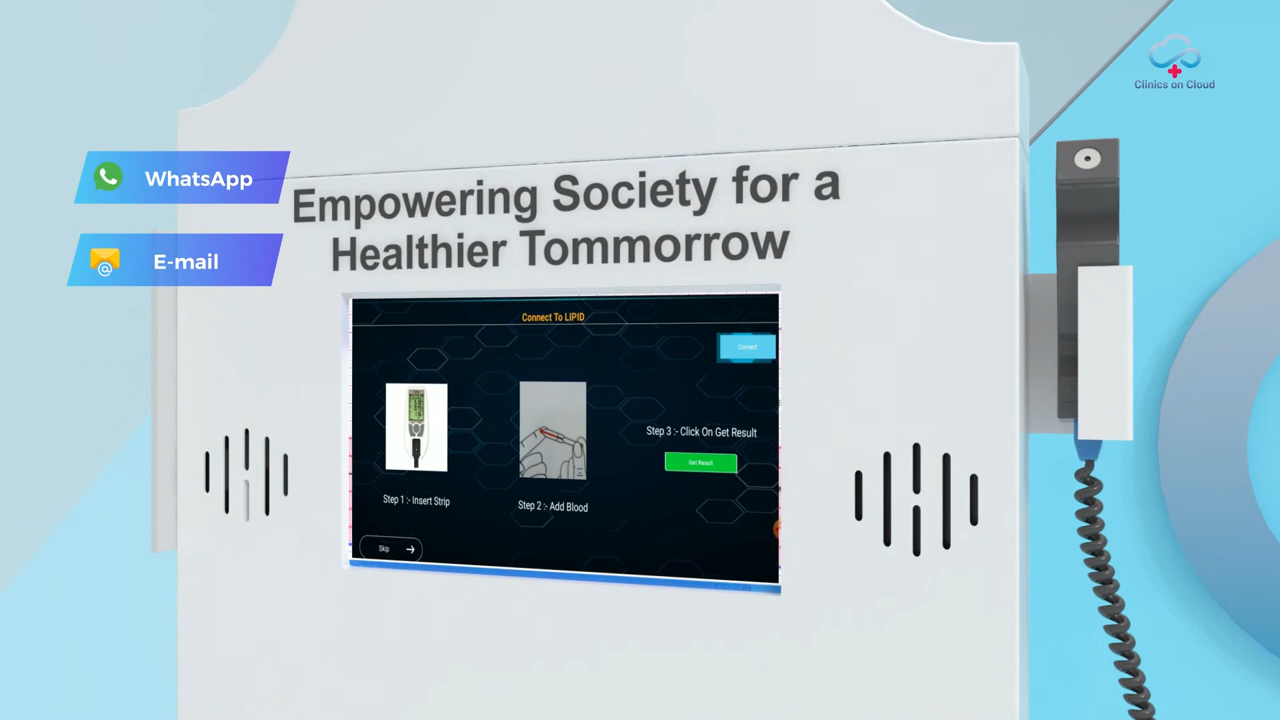 Clinics on Cloud
WhatsApp
E-mail
Empowering Society for a
Healthier Tommorrow
Connect To LIPID
Connect
Step 3 :- Click On Get Result
Get Result
Step 1 :- Insert Strip
Step 2 :- Add Blood
Skip